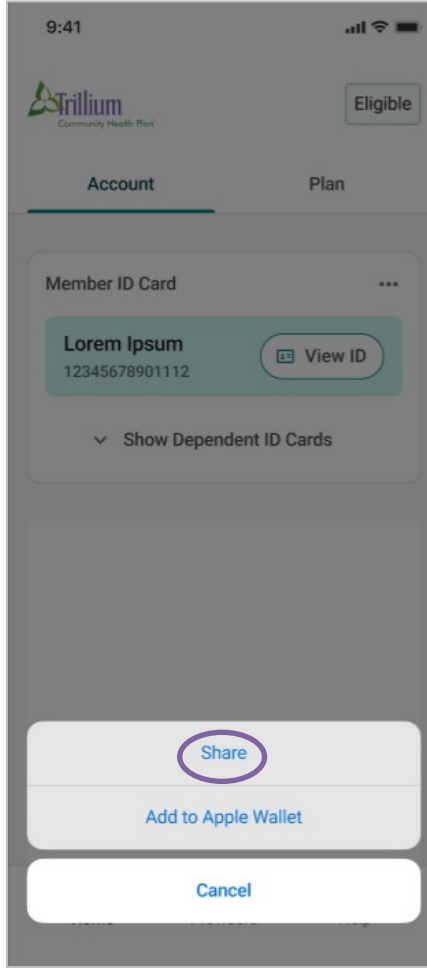 9:41
Trillium
Community Health Plan
Eligible
Account Plan
Member ID Card
Lorem Ipsum
12345678901112
View ID
Show Dependent ID Cards
Share
Add to Apple Wallet
Cancel